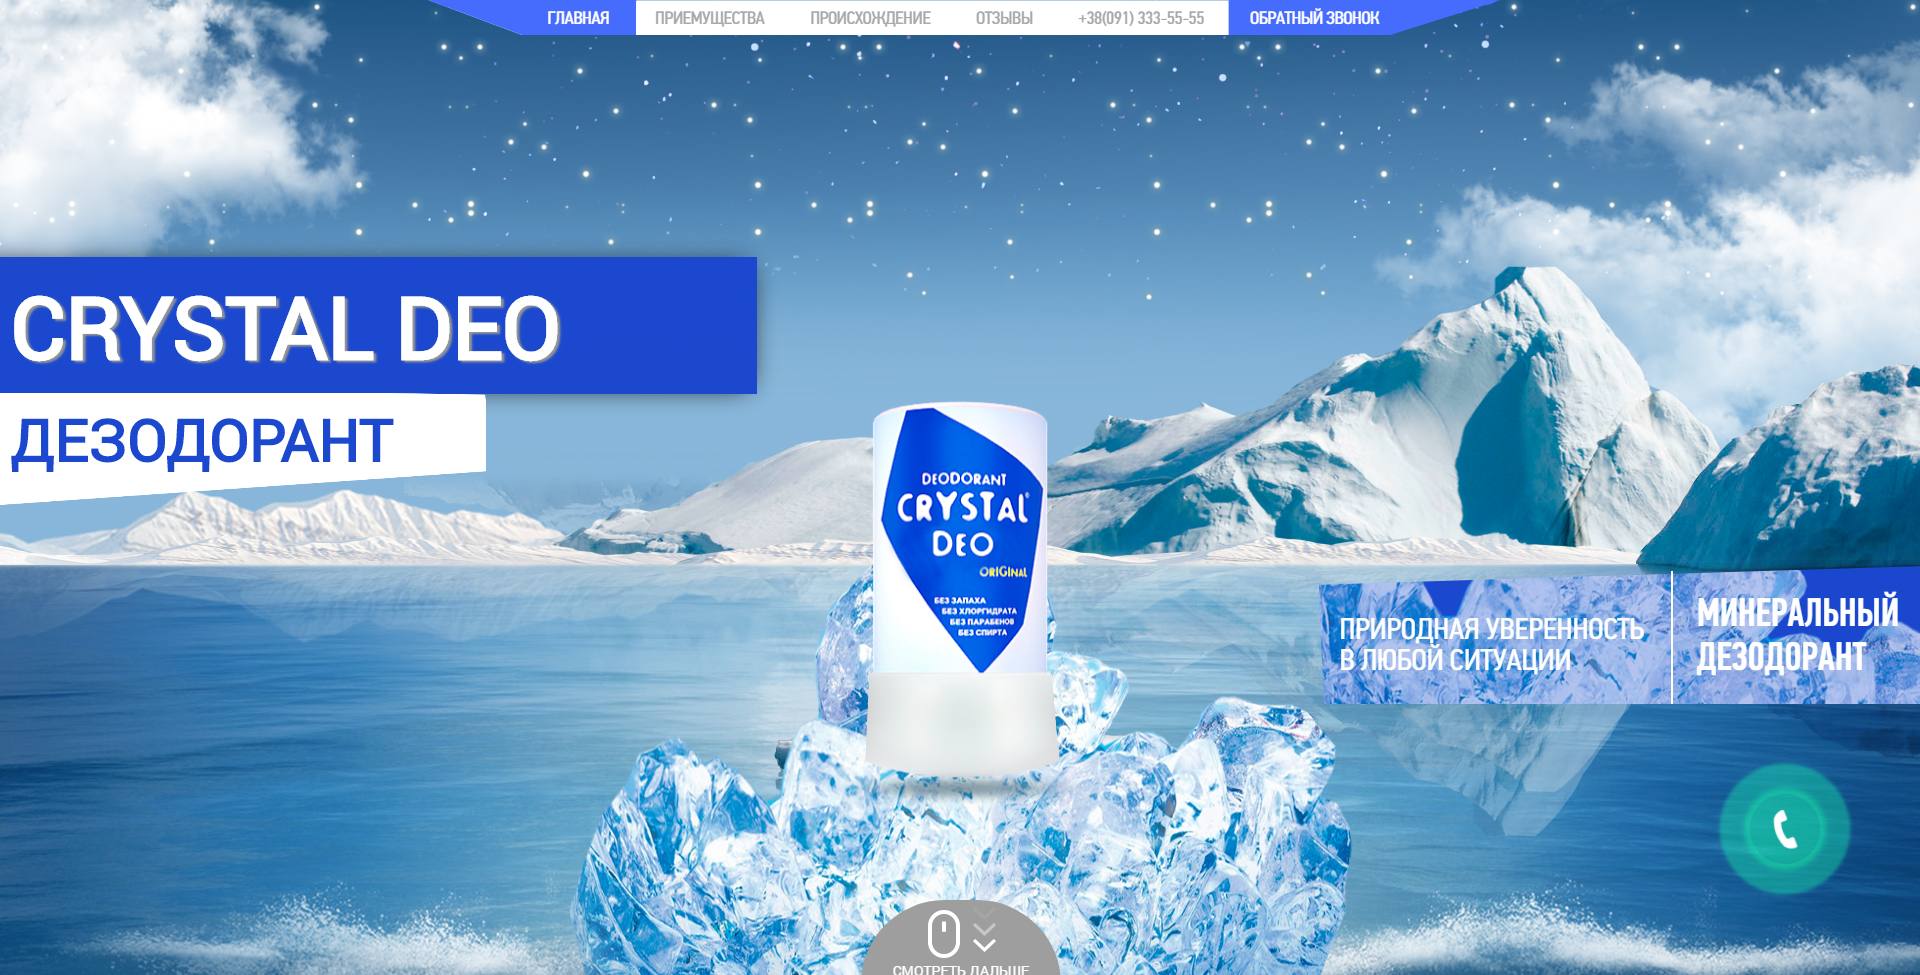 ГЛАВНАЯ ПРИЕМУЩЕСТВА ПРОИСХОЖДЕНИЕ ОТЗЫВЫ +38(091) 333-55-55 ОБРАТНЫЙ ЗВОНОК
CRYSTAL DEO
ДЕЗОДОРАНТ
DEODORANT
CRYSTAL®
DEO
ORIGINAL
БЕЗ ЗАПАХА
БЕЗ ХЛОРГИДРАТА
БЕЗ ПАРАБЕНОВ
БЕЗ СПИРТА
ПРИРОДНАЯ УВЕРЕННОСТЬ
В ЛЮБОЙ СИТУАЦИИ
МИНЕРАЛЬНЫЙ
ДЕЗОДОРАНТ
СМОТРЕТЬ ДАЛЬШЕ